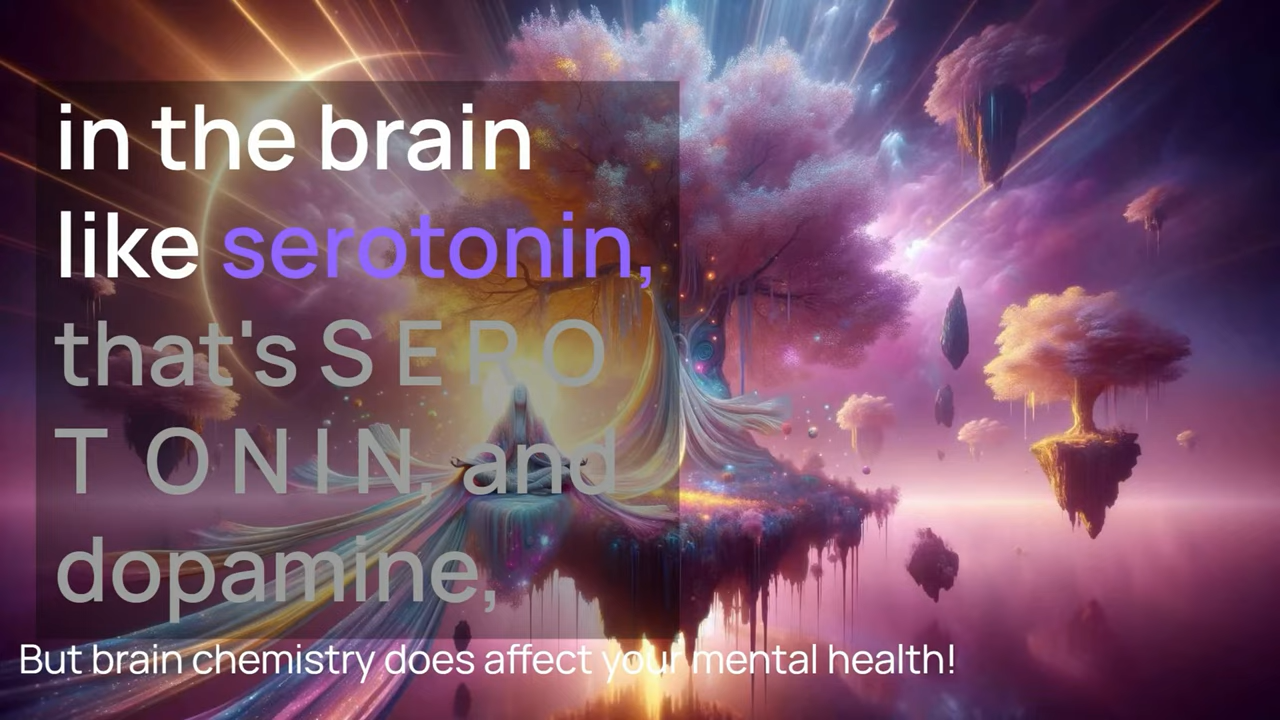 in the brain
like serotonin,
that's S E R O
T O N I N, and
dopamine,
But brain chemistry does affect your mental health!